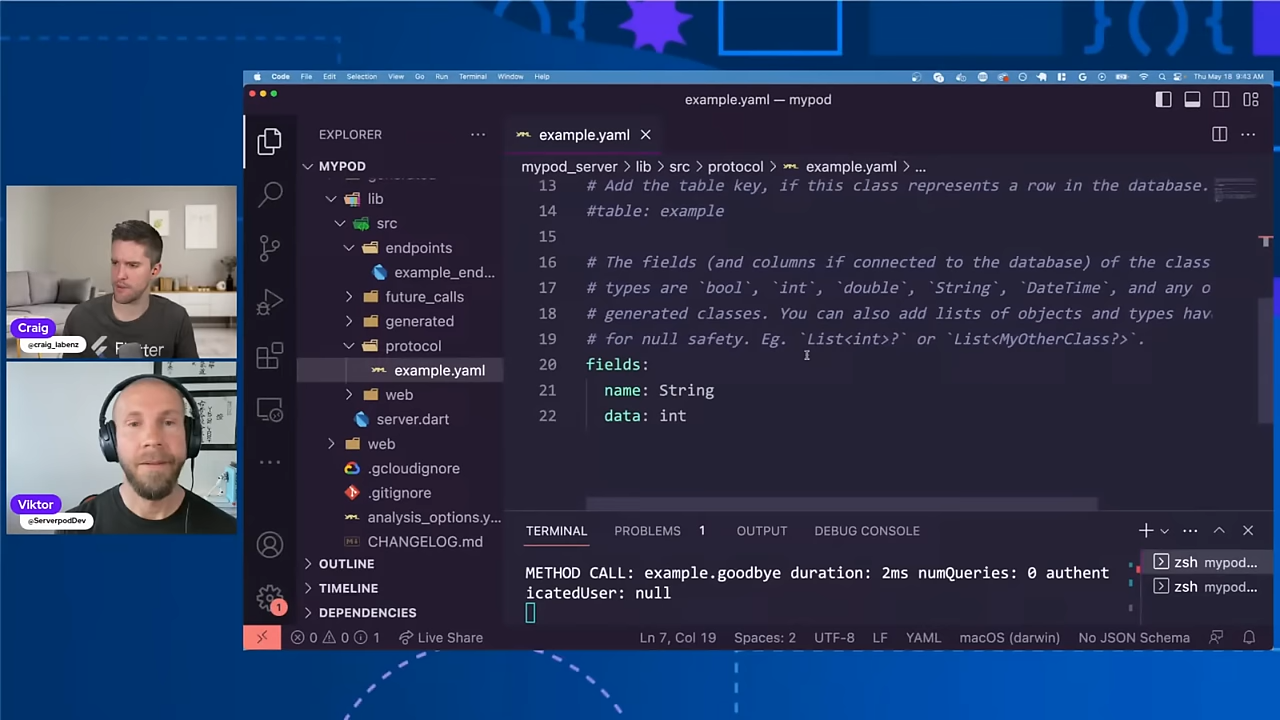 Code File Edit Selection View Go Run Terminal Window Help
Thu May 18 9:43 AM
example.yaml — mypod
EXPLORER
MYPOD
lib
src
endpoints
example_end...
future_calls
generated
protocol
example.yaml
web
server.dart
web
.gcloudignore
.gitignore
analysis_options.y...
CHANGELOG.md
OUTLINE
TIMELINE
DEPENDENCIES
example.yaml
mypod_server > lib > src > protocol > example.yaml > ...
13 # Add the table key, if this class represents a row in the database.
14 #table: example
15
16 # The fields (and columns if connected to the database) of the class
17 # types are `bool`, `int`, `double`, `String`, `DateTime`, and any o
18 # generated classes. You can also add lists of objects and types hav
19 # for null safety. Eg. `List<int>?` or `List<MyOtherClass?>`.
20 fields:
21 name: String
22 data: int
TERMINAL PROBLEMS 1 OUTPUT DEBUG CONSOLE
METHOD CALL: example.goodbye duration: 2ms numQueries: 0 authent
icatedUser: null
zsh mypod...
zsh mypod...
1
0 0 1 Live Share
Ln 7, Col 19 Spaces: 2 UTF-8 LF YAML macOS (darwin) No JSON Schema
Craig
@craig_labenz
Viktor
@ServerpodDev